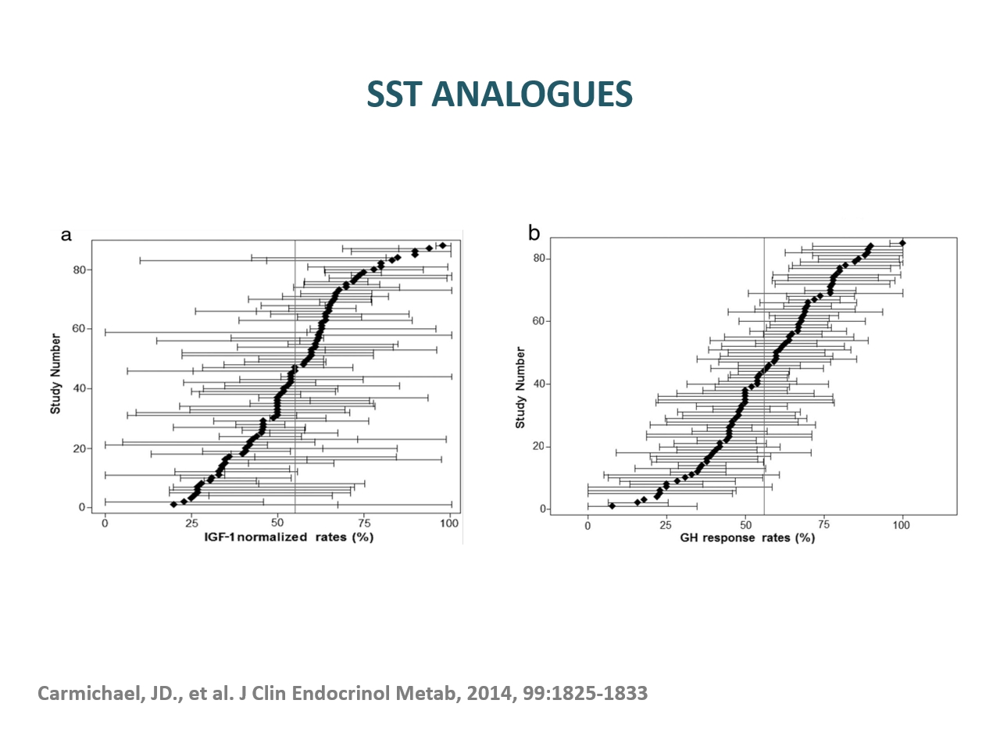 SST ANALOGUES
a
80
60
40
20
0
Study Number
0 25 50 75 100
IGF-1 normalized rates (%)
b
80
60
40
20
0
Study Number
0 25 50 75 100
GH response rates (%)
Carmichael, JD., et al. J Clin Endocrinol Metab, 2014, 99:1825-1833